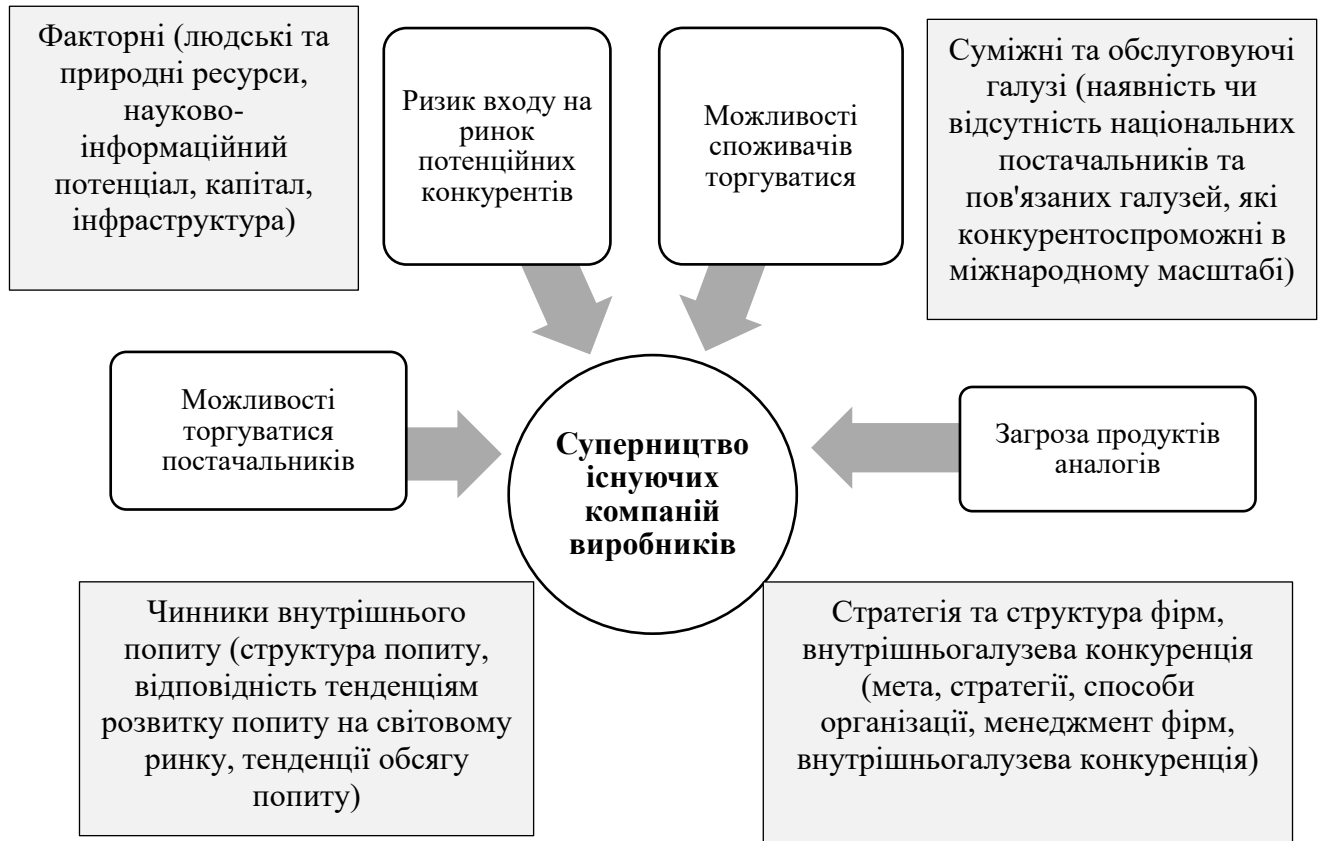 Факторні (людські та
природні ресурси,
науково-
інформаційний
потенціал, капітал,
інфраструктура)
Ризик входу на
ринок
потенційних
конкурентів
Можливості
споживачів
торгуватися
Суміжні та обслуговуючі
галузі (наявність чи
відсутність національних
постачальників та
пов'язаних галузей, які
конкурентоспроможні в
міжнародному масштабі)
Можливості
торгуватися
постачальників
Суперництво
існуючих
компаній
виробників
Загроза продуктів
аналогів
Чинники внутрішнього
попиту (структура попиту,
відповідність тенденціям
розвитку попиту на світовому
ринку, тенденції обсягу
попиту)
Стратегія та структура фірм,
внутрішньогалузева конкуренція
(мета, стратегії, способи
організації, менеджмент фірм,
внутрішньогалузева конкуренція)